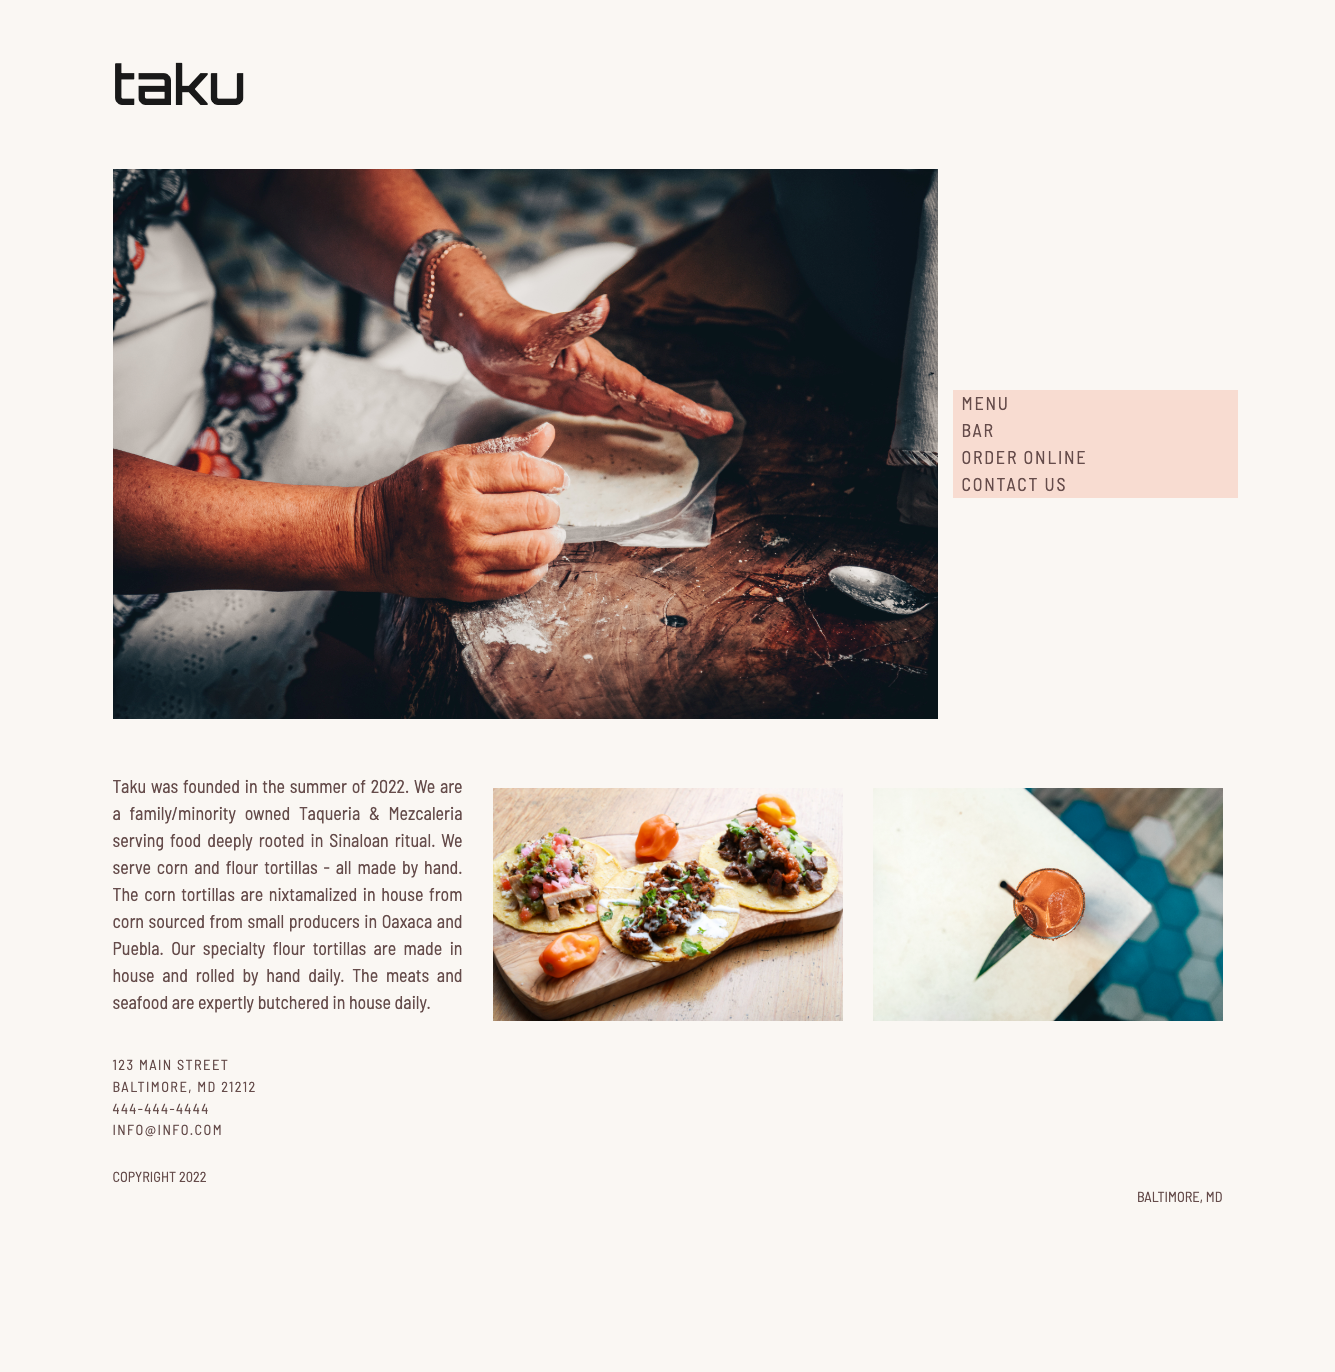 taku
MENU
BAR
ORDER ONLINE
CONTACT US
Taku was founded in the summer of 2022. We are
a family/minority owned Taqueria & Mezcaleria
serving food deeply rooted in Sinaloan ritual. We
serve corn and flour tortillas - all made by hand.
The corn tortillas are nixtamalized in house from
corn sourced from small producers in Oaxaca and
Puebla. Our specialty flour tortillas are made in
house and rolled by hand daily. The meats and
seafood are expertly butchered in house daily.
123 MAIN STREET
BALTIMORE, MD 21212
444-444-4444
INFO@INFO.COM
COPYRIGHT 2022
BALTIMORE, MD